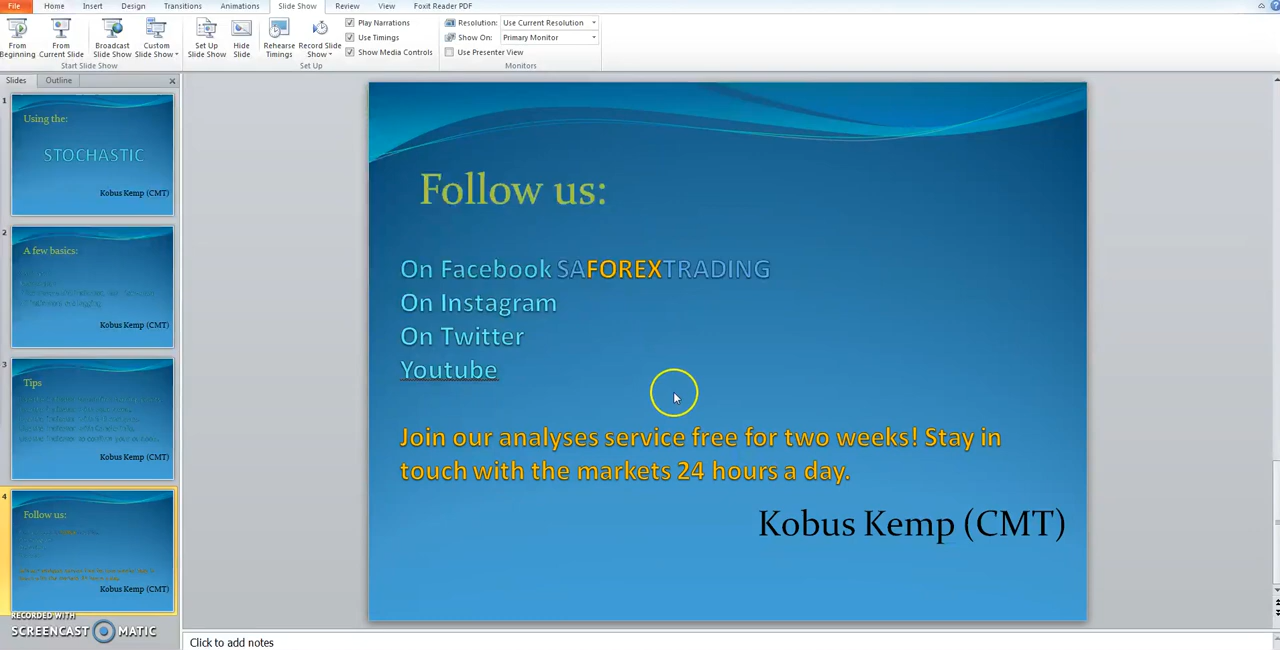 File Home Insert Design Transitions Animations Slide Show Review View Foxit Reader PDF
From Beginning
From Current Slide
Broadcast Slide Show
Custom Slide Show
Start Slide Show
Set Up Slide Show
Hide Slide
Rehearse Timings
Record Slide Show
Play Narrations
Use Timings
Show Media Controls
Set Up
Resolution: Use Current Resolution
Show On: Primary Monitor
Use Presenter View
Monitors
Slides Outline
1
Using the:
STOCHASTIC
Kobus Kemp (CMT)
2
A few basics:
Kobus Kemp (CMT)
3
Tips
Kobus Kemp (CMT)
4
Follow us:
Kobus Kemp (CMT)
RECORDED WITH
SCREENCAST MATIC
Follow us:
On Facebook SAFOREXTRADING
On Instagram
On Twitter
Youtube
Join our analyses service free for two weeks! Stay in
touch with the markets 24 hours a day.
Kobus Kemp (CMT)
Click to add notes